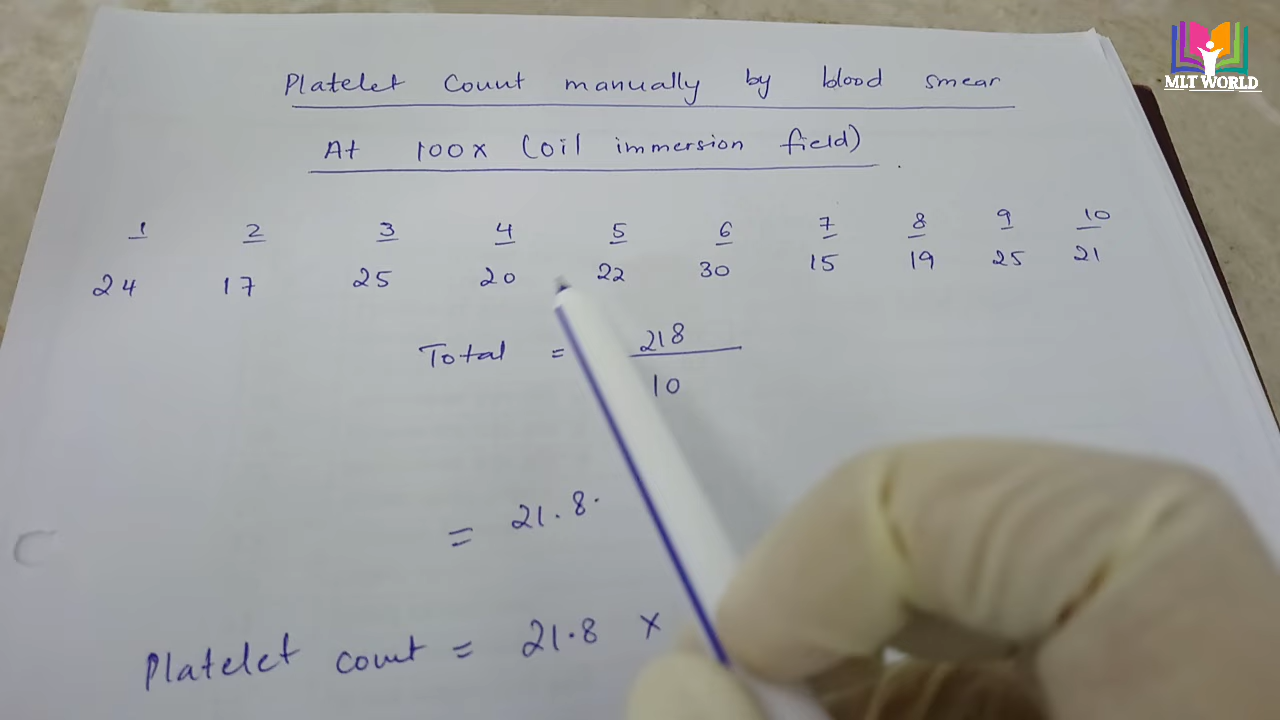 MLT WORLD
Platelet Count manually by blood smear
At 100x (oil immersion field)
1 2 3 4 5 6 7 8 9 10
24 17 25 20 22 30 15 19 25 21
Total = 218
10
= 21.8.
Platelet count = 21.8 x